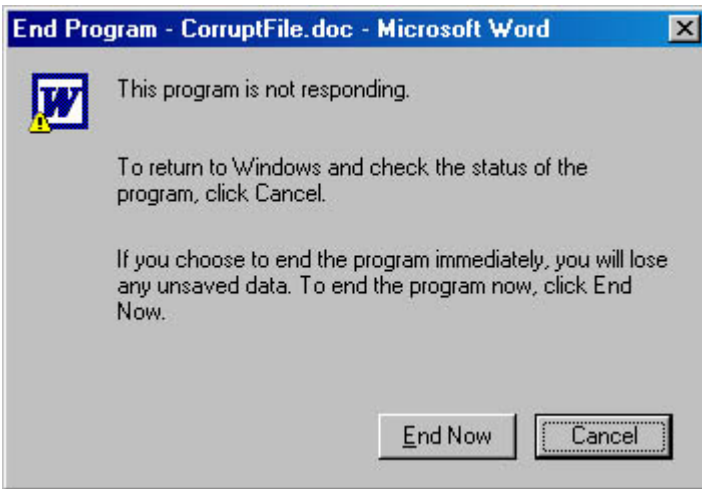 End Program - CorruptFile.doc - Microsoft Word
This program is not responding.
To return to Windows and check the status of the
program, click Cancel.
If you choose to end the program immediately, you will lose
any unsaved data. To end the program now, click End
Now.
End Now Cancel